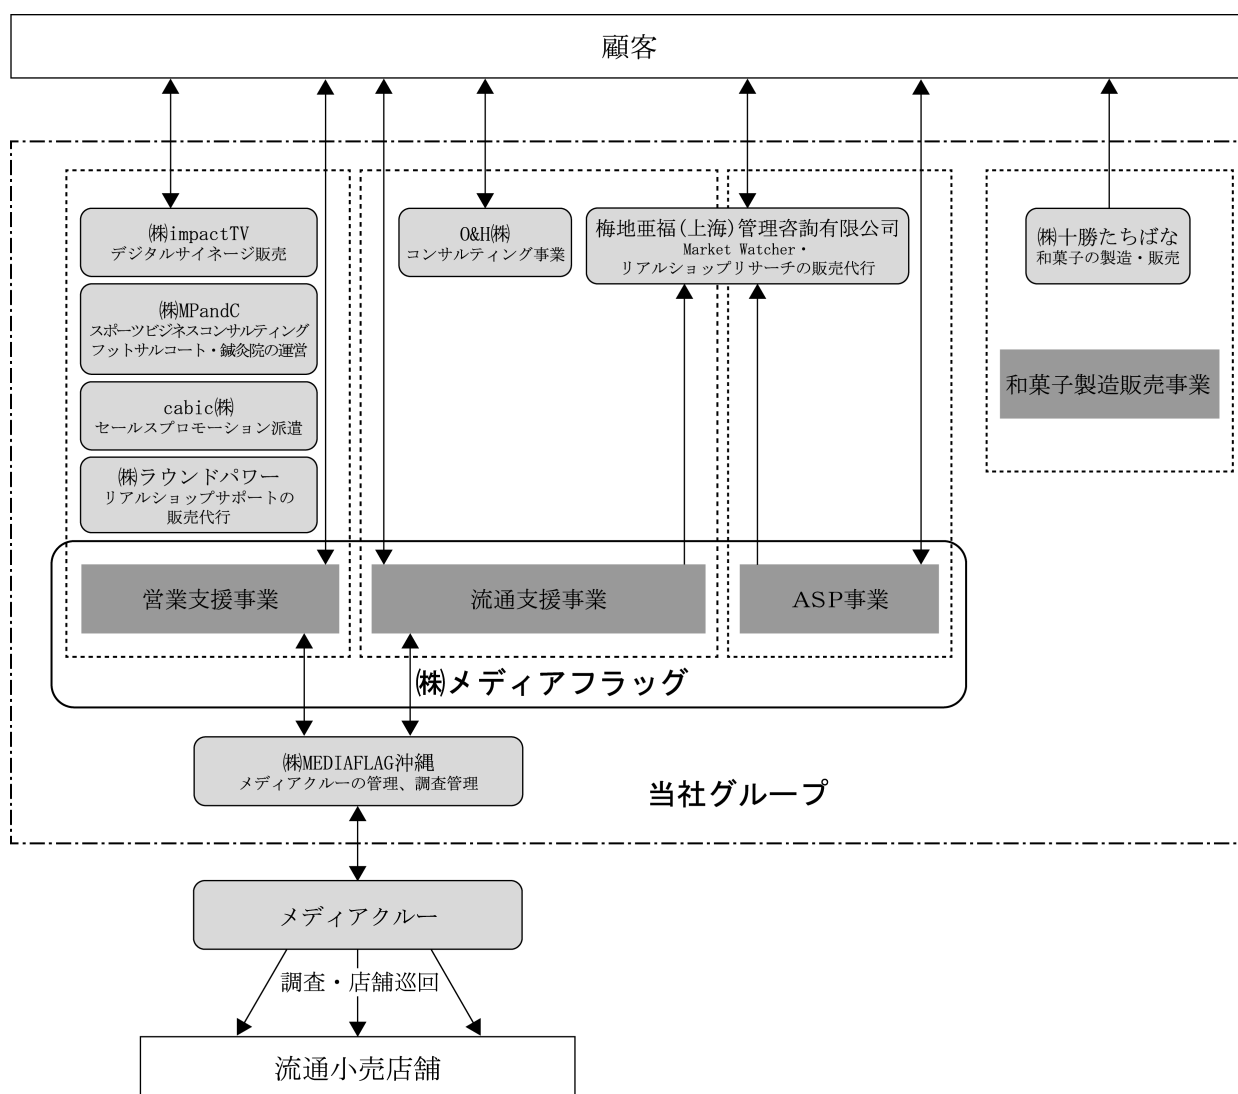 顧客
㈱impactTV
デジタルサイネージ販売
㈱MPandC
スポーツビジネスコンサルティング
フットサルコート・鍼灸院の運営
cabic㈱
セールスプロモーション派遣
㈱ラウンドパワー
リアルショップサポートの
販売代行
O&H㈱
コンサルティング事業
梅地亜福(上海)管理咨詢有限公司
Market Watcher・
リアルショップリサーチの販売代行
㈱十勝たちばな
和菓子の製造・販売
和菓子製造販売事業
営業支援事業
流通支援事業
ASP事業
㈱メディアフラッグ
㈱MEDIAFLAG沖縄
メディアクルーの管理、調査管理
当社グループ
メディアクルー
調査・店舗巡回
流通小売店舗